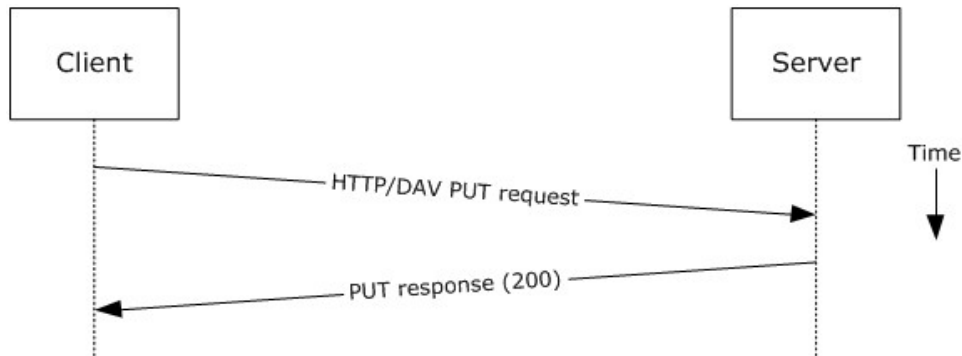 Client
Server
Time
HTTP/DAV PUT request
PUT response (200)